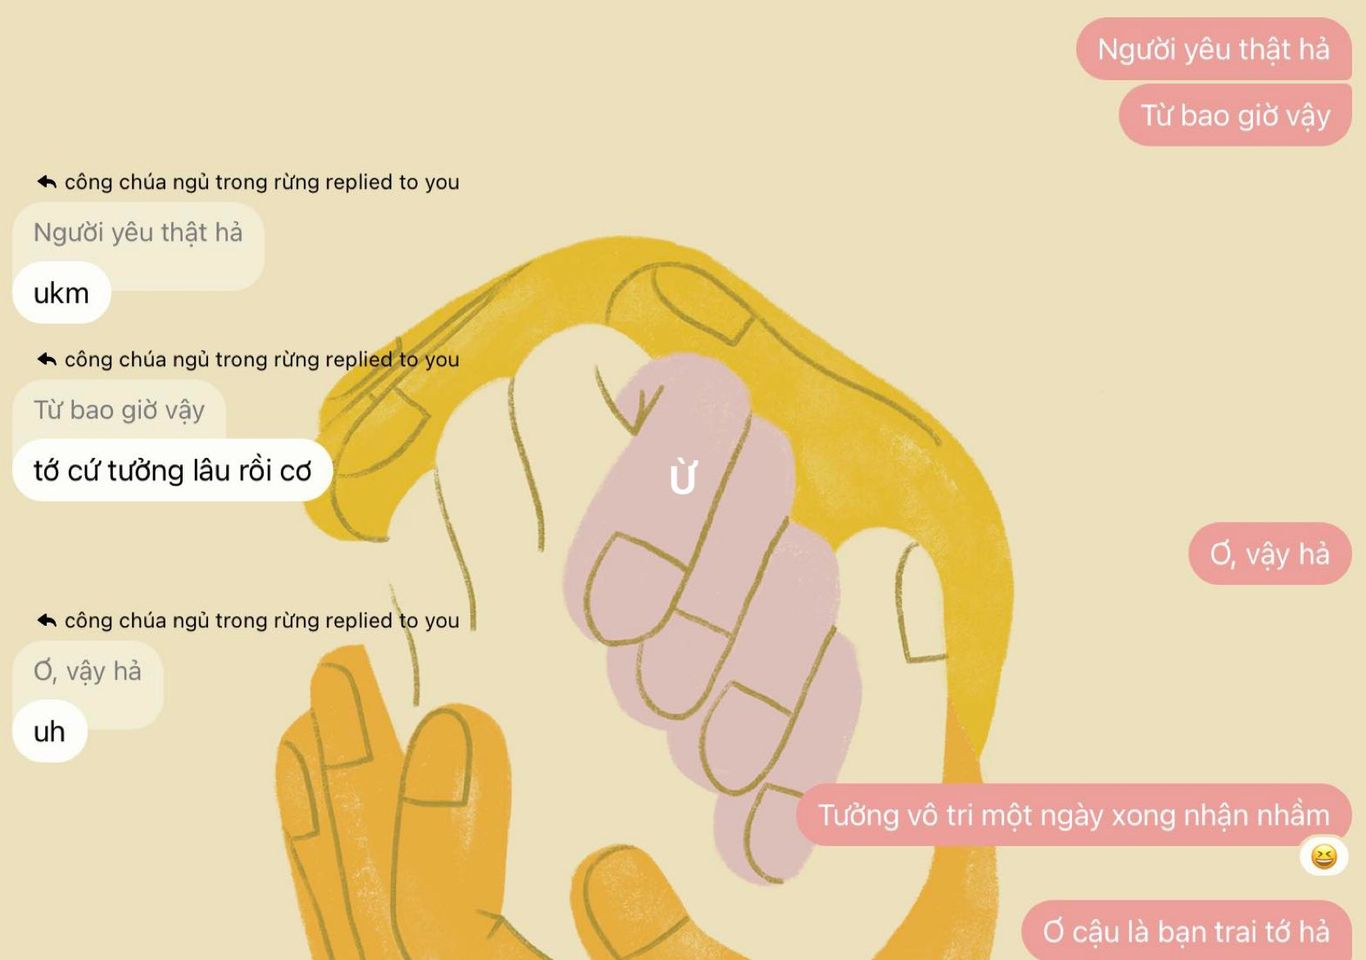 Người yêu thật hả
Từ bao giờ vậy
công chúa ngủ trong rừng replied to you
Người yêu thật hả
ukm
công chúa ngủ trong rừng replied to you
Từ bao giờ vậy
tớ cứ tưởng lâu rồi cơ
Ừ
Ơ, vậy hả
công chúa ngủ trong rừng replied to you
Ơ, vậy hả
uh
Tưởng vô tri một ngày xong nhận nhầm
Ơ cậu là bạn trai tớ hả